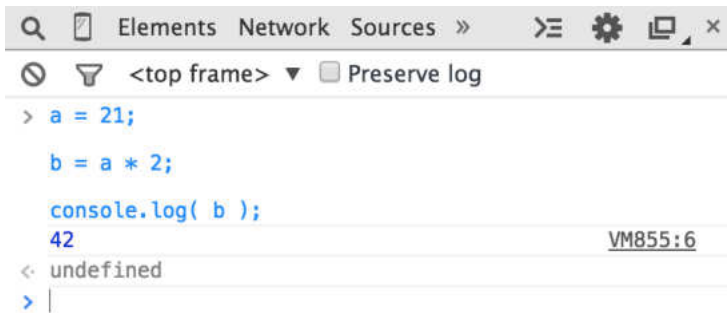 Elements Network Sources »
<top frame> ▼ Preserve log
> a = 21;
b = a * 2;
console.log( b );
42 VM855:6
<· undefined
>